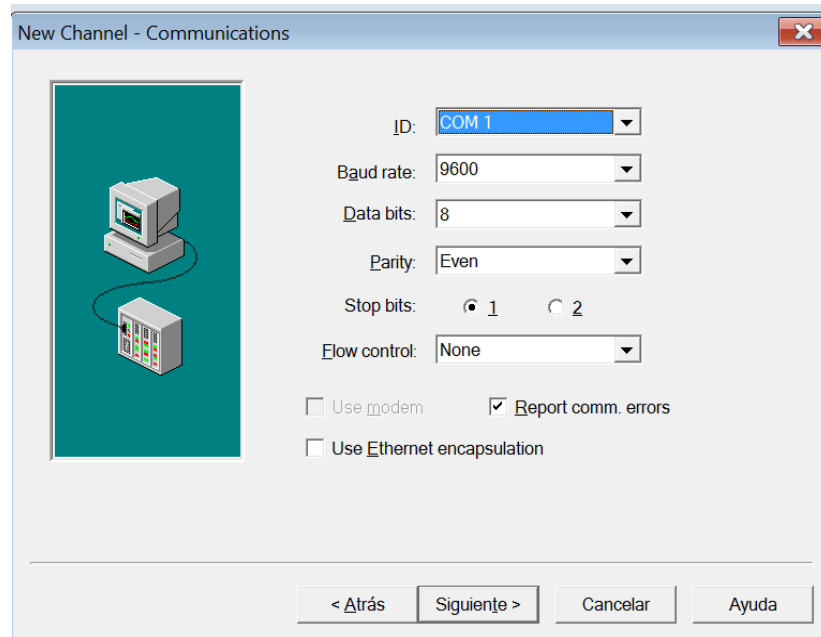 New Channel - Communications
ID: COM 1
Baud rate: 9600
Data bits: 8
Parity: Even
Stop bits: 1 2
Flow control: None
Use modem Report comm. errors
Use Ethernet encapsulation
< Atrás Siguiente > Cancelar Ayuda